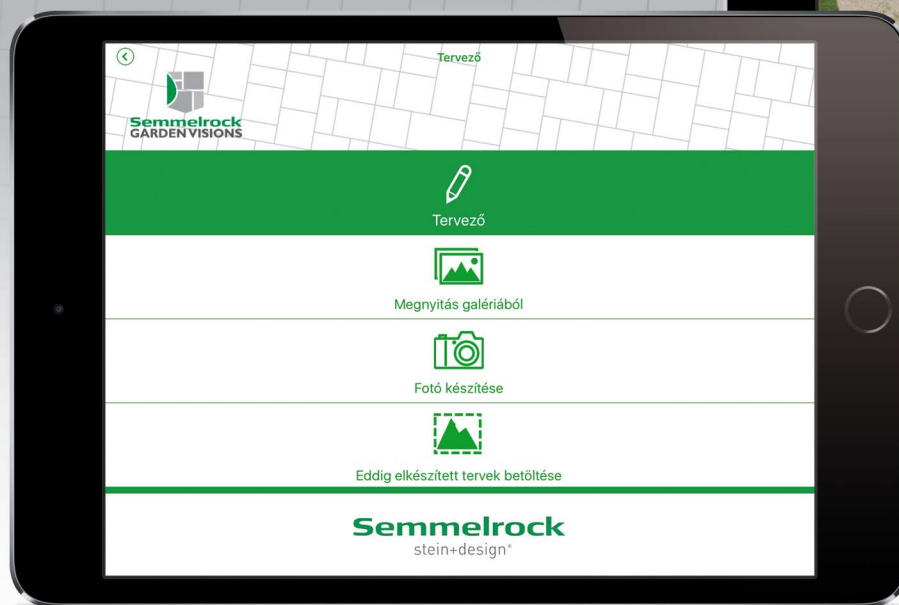 Tervező
Semmelrock
GARDEN VISIONS
Tervező
Megnyitás galériából
Fotó készítése
Eddig elkészített tervek betöltése
Semmelrock
stein+design®